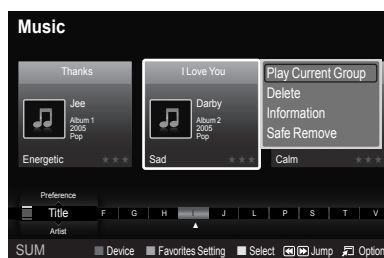 Music
Thanks
Jee
Album 1
2005
Pop
Energetic
I Love You
Darby
Album 2
2005
Pop
Sad
Play Current Group
Delete
Information
Safe Remove
Calm
Preference
Title F G H I J L P S T V
Artist
SUM Device Favorites Setting Select Jump Option